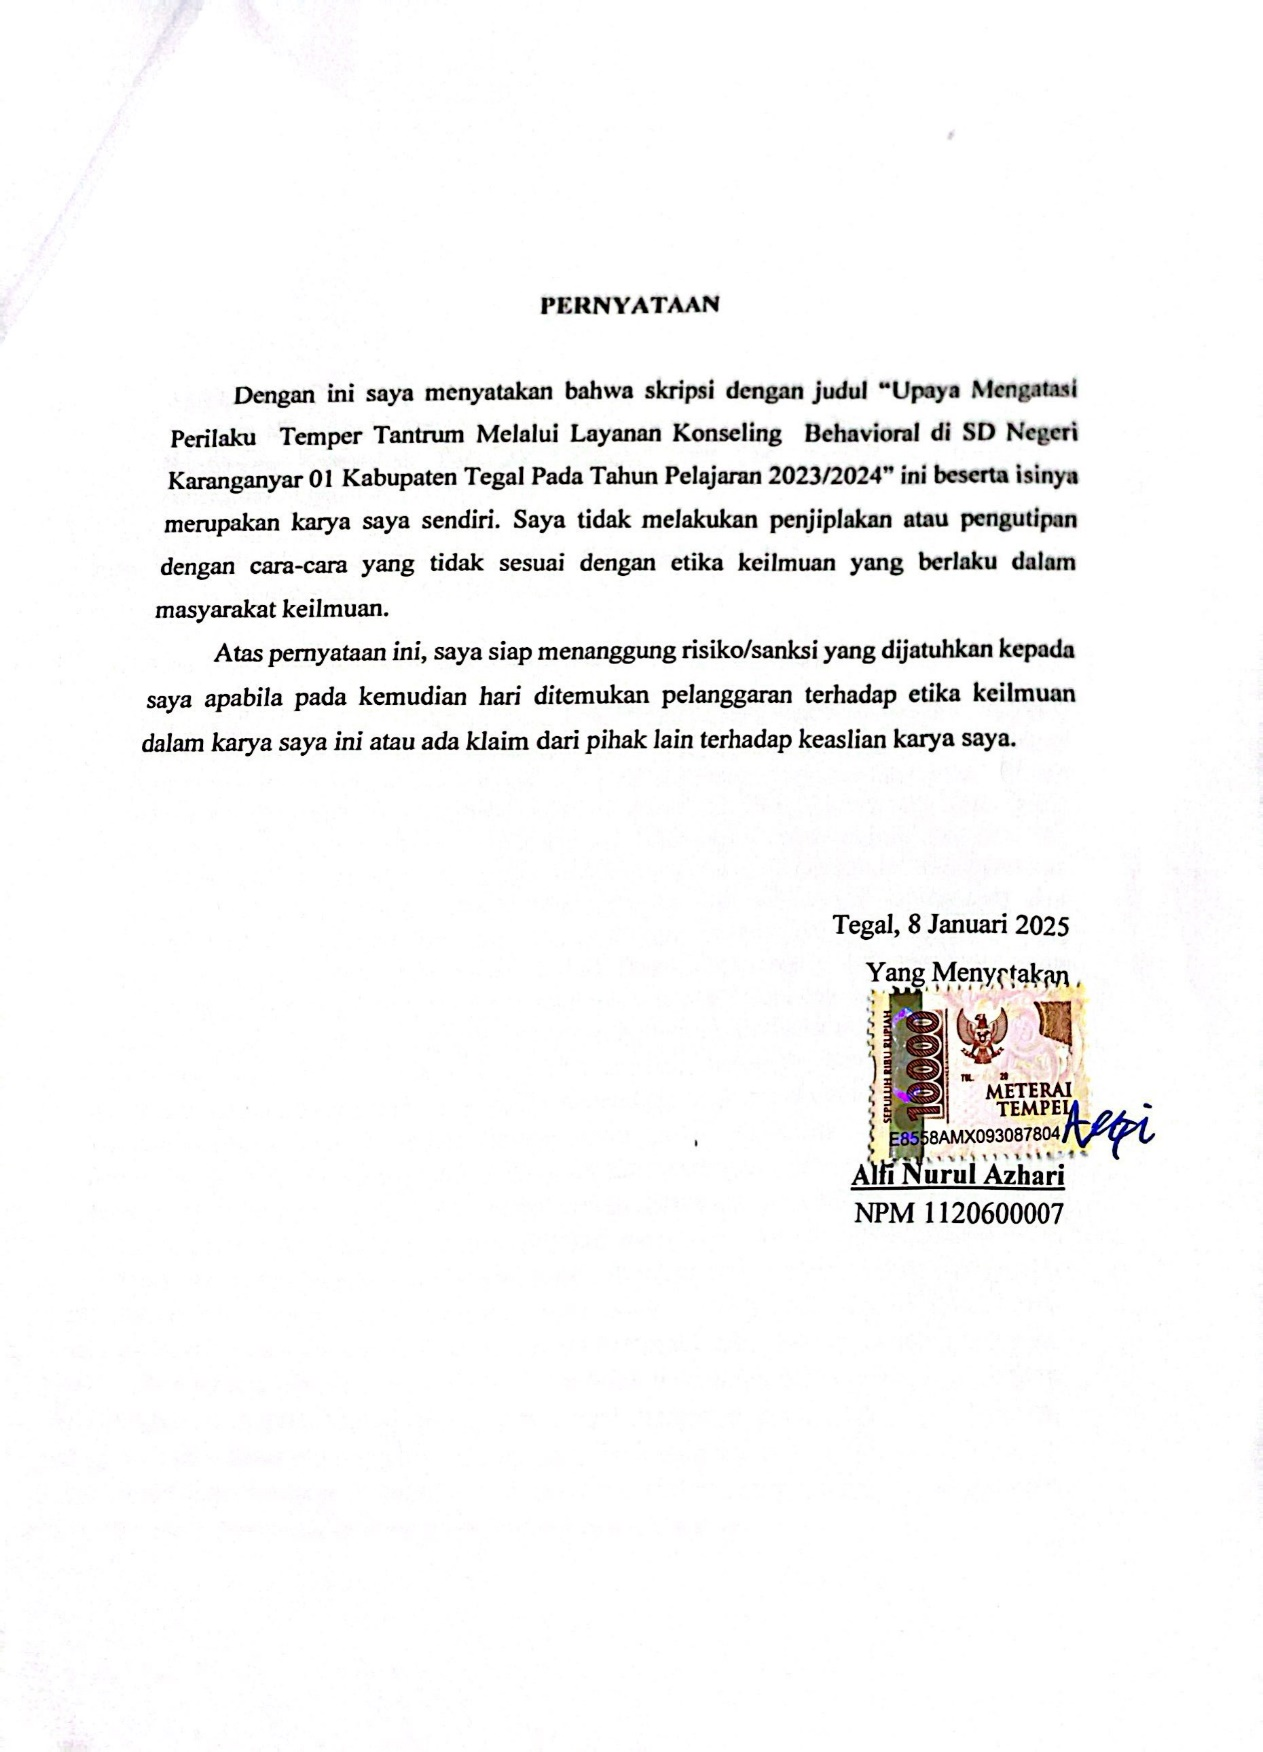 PERNYATAAN
Dengan ini saya menyatakan bahwa skripsi dengan judul “Upaya Mengatasi
Perilaku Temper Tantrum Melalui Layanan Konseling Behavioral di SD Negeri
Karanganyar 01 Kabupaten Tegal Pada Tahun Pelajaran 2023/2024” ini beserta isinya
merupakan karya saya sendiri. Saya tidak melakukan penjiplakan atau pengutipan
dengan cara-cara yang tidak sesuai dengan etika keilmuan yang berlaku dalam
masyarakat keilmuan.
Atas pernyataan ini, saya siap menanggung risiko/sanksi yang dijatuhkan kepada
saya apabila pada kemudian hari ditemukan pelanggaran terhadap etika keilmuan
dalam karya saya ini atau ada klaim dari pihak lain terhadap keaslian karya saya.
Tegal, 8 Januari 2025
Yang Menyatakan
SEPULUH RIBU RUPIAH
10000
TGL. 20
METERAI
TEMPEL
E8558AMX093087804
Alfi Nurul Azhari
NPM 1120600007